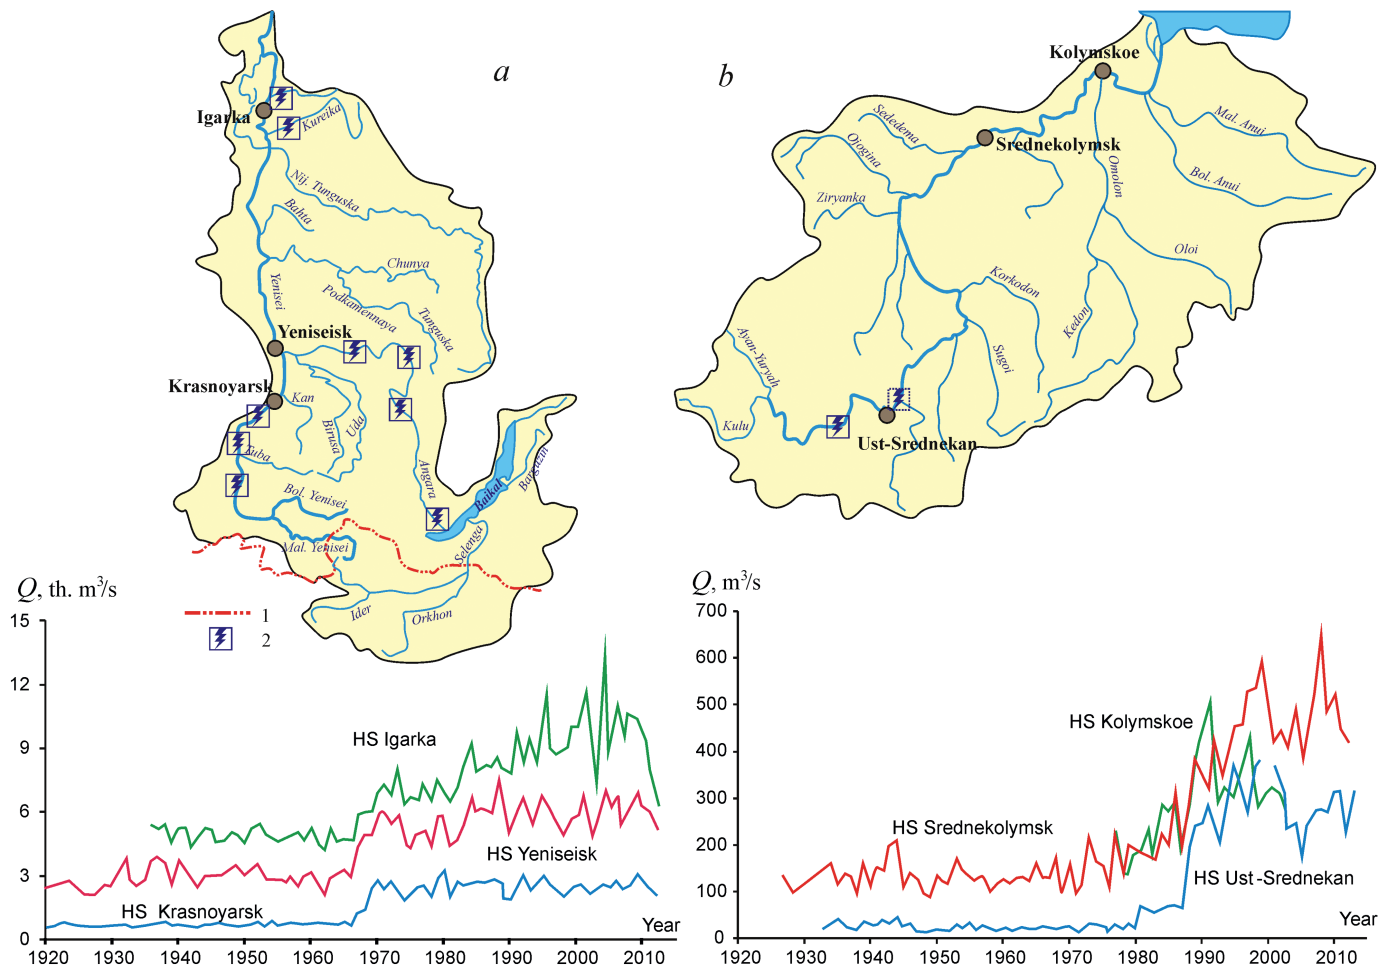 a
Igarka
Kureika
Nij. Tunguska
Bahta
Chunya
Yenisei
Podkamennaya
Tunguska
Yeniseisk
Krasnoyarsk
Kan
Birusa
Uda
Tuba
Angara
Bol. Yenisei
Mal. Yenisei
Baikal
Bargazin
Selenga
Ider
Orkhon
1
2
b
Kolymskoe
Srednekolymsk
Sededema
Ojogina
Ziryanka
Mal. Anui
Bol. Anui
Omolon
Oloi
Korkodon
Kedon
Sugoi
Ayan-Yuryah
Kulu
Ust-Srednekan
Q, th. m³/s
15
12
9
6
3
0
HS Igarka
HS Yeniseisk
HS Krasnoyarsk
Year
1920 1930 1940 1950 1960 1970 1980 1990 2000 2010
Q, m³/s
700
600
500
400
300
200
100
0
HS Kolymskoe
HS Srednekolymsk
HS Ust-Srednekan
Year
1920 1930 1940 1950 1960 1970 1980 1990 2000 2010